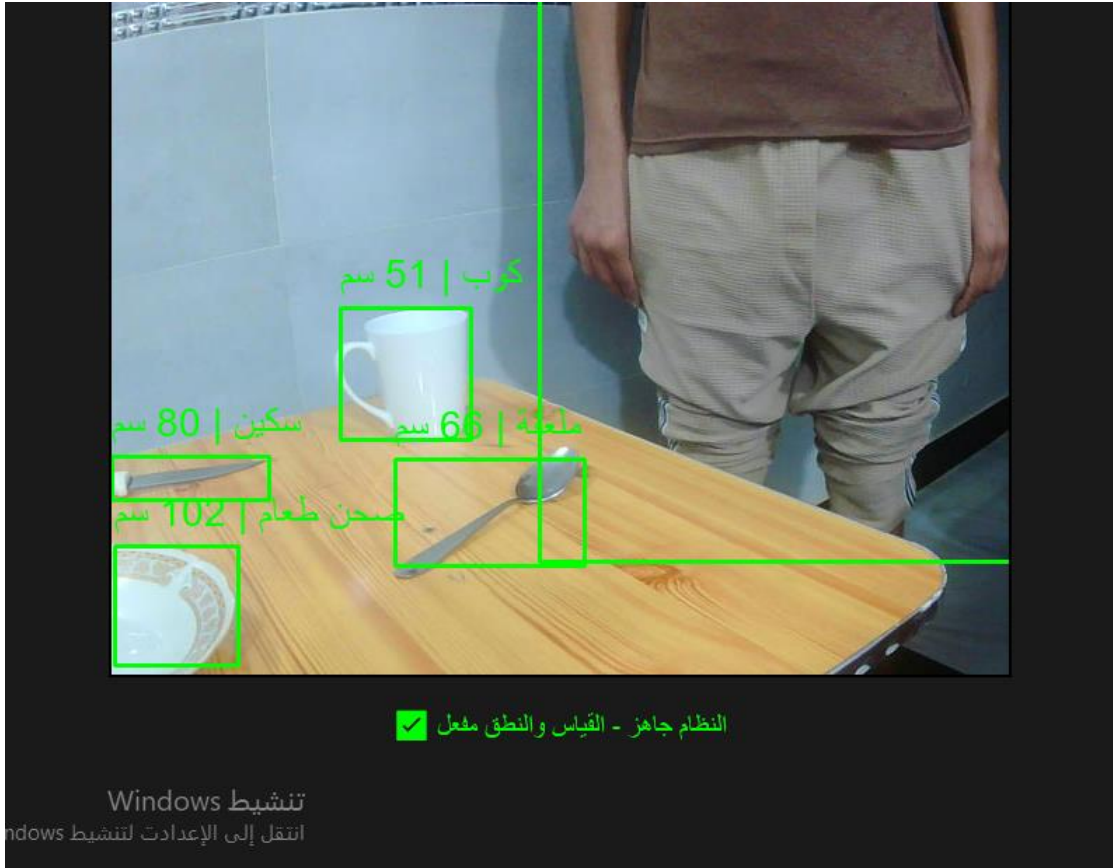 كوب | 51 سم
سكين | 80 سم
ملعقة | 66 سم
صحن طعام | 102 سم
النظام جاهز - القياس والنطق مفعل
تنشيط Windows
انتقل إلى الإعدادت لتنشيط ndows